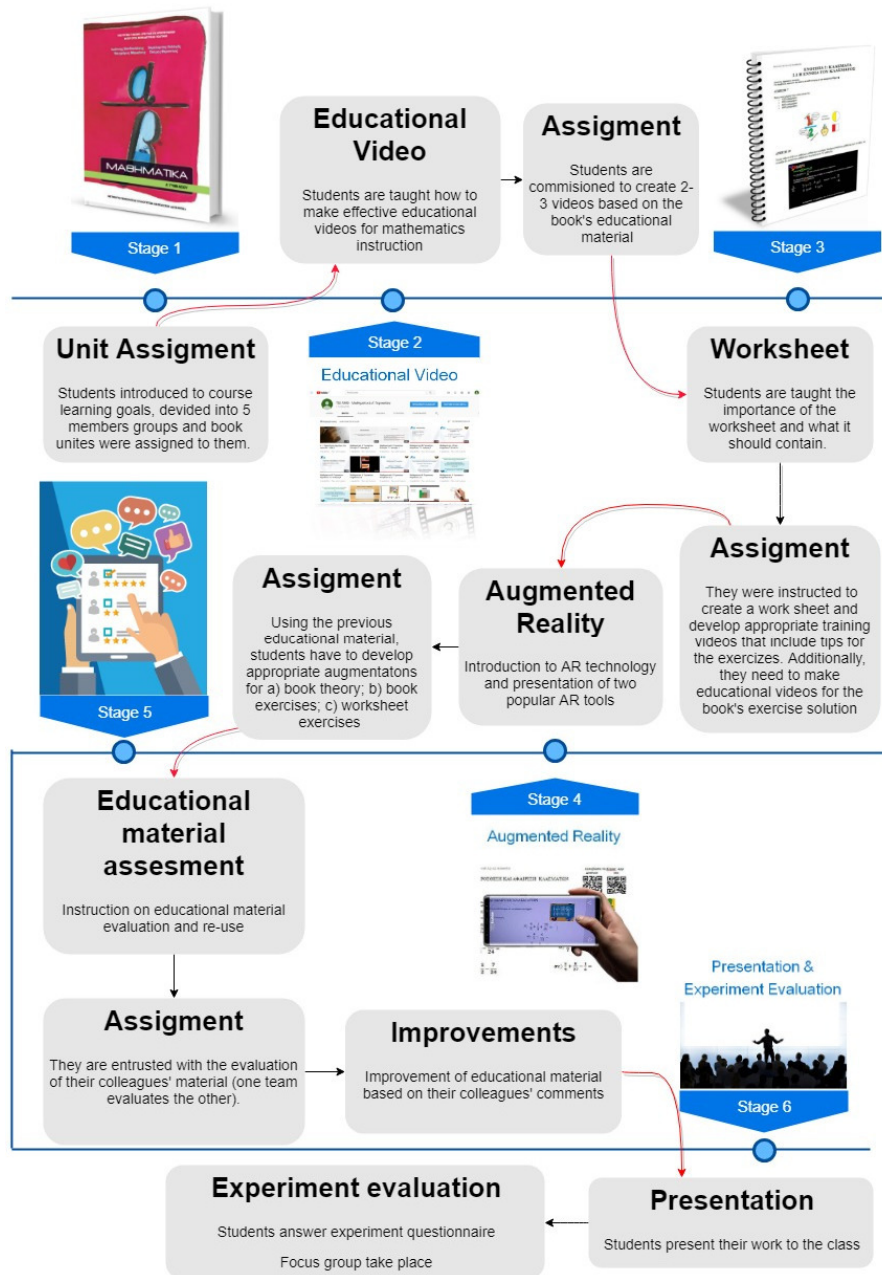 ΜΑΘΗΜΑΤΙΚΑ
Stage 1
Educational
Video
Students are taught how to
make effective educational
videos for mathematics
instruction
Assigment
Students are
commisioned to create 2-
3 videos based on the
book's educational
material
Stage 3
Unit Assigment
Students introduced to course
learning goals, devided into 5
members groups and book
unites were assigned to them.
Stage 2
Educational Video
Worksheet
Students are taught the
importance of the
worksheet and what it
should contain.
Assigment
They were instructed to
create a work sheet and
develop appropriate training
videos that include tips for
the exercizes. Additionally,
they need to make
educational videos for the
book's exercise solution
Augmented
Reality
Introduction to AR technology
and presentation of two
popular AR tools
Assigment
Using the previous
educational material,
students have to develop
appropriate augmentatons
for a) book theory; b) book
exercises; c) worksheet
exercises
Stage 5
Educational
material
assesment
Instruction on educational material
evaluation and re-use
Stage 4
Augmented Reality
Assigment
They are entrusted with the evaluation
of their colleagues' material (one team
evaluates the other).
Improvements
Improvement of educational material
based on their colleagues' comments
Presentation &
Experiment Evaluation
Stage 6
Presentation
Students present their work to the class
Experiment evaluation
Students answer experiment questionnaire
Focus group take place